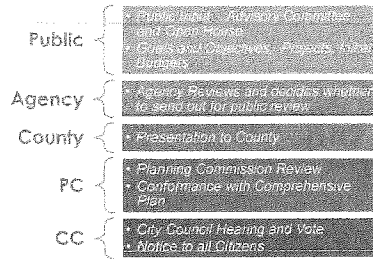 Public
• Public Input - Advisory Committee
and Open House
• Goals and Objectives, Projects,
Budgets
Agency
• Agency Reviews and decides whether
to send out for public review
County
• Presentation to County
PC
• Planning Commission Review
• Conformance with Comprehensive
Plan
CC
• City Council Hearing and Vote
• Notice to all Citizens